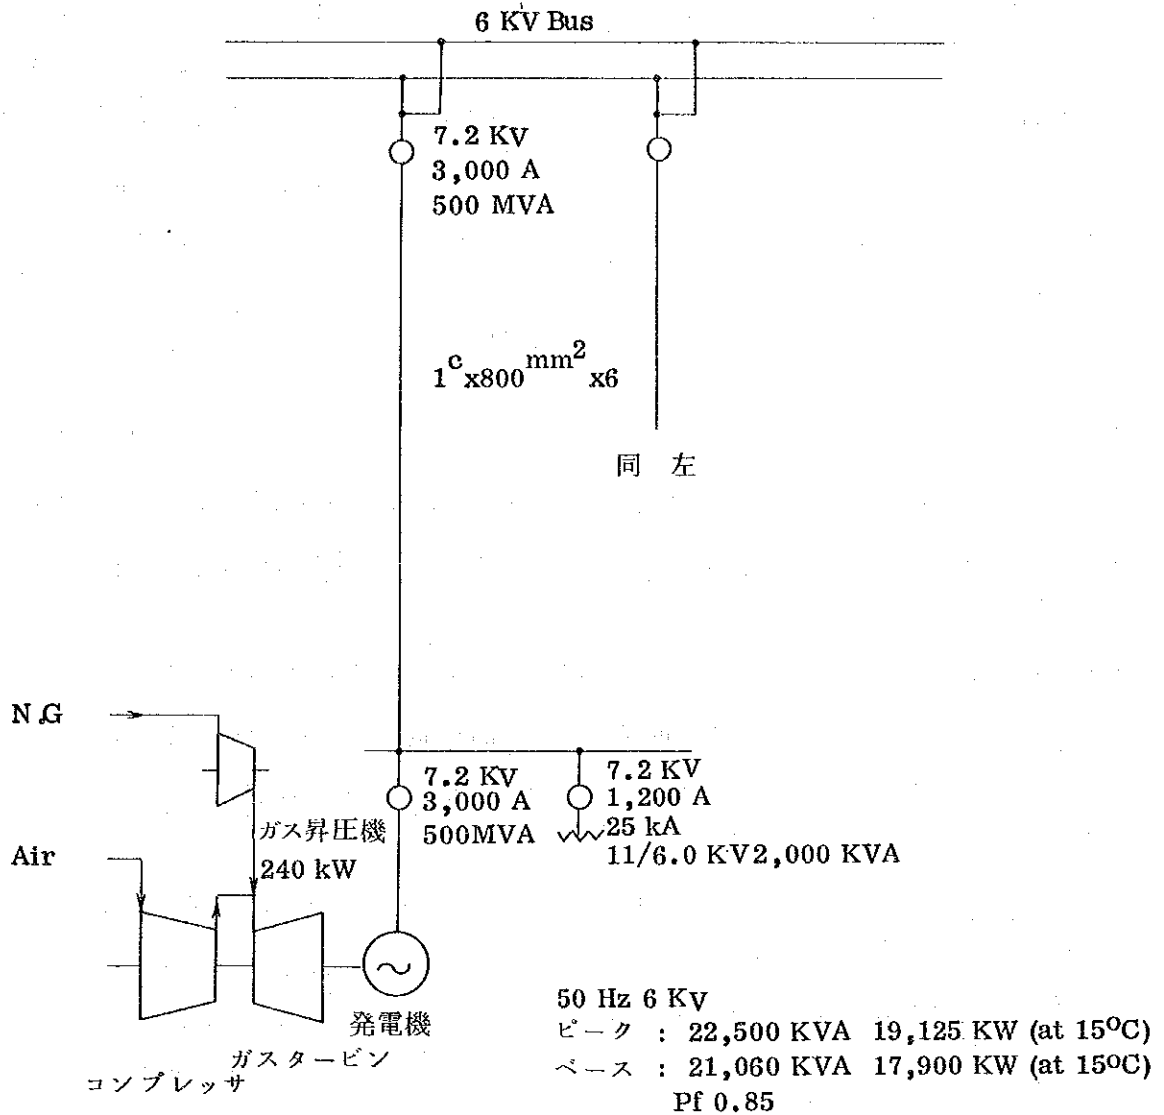 6 KV Bus
7.2 KV
3,000 A
500 MVA
1c x800 mm2 x6
同 左
N.G
7.2 KV
3,000 A
500MVA
7.2 KV
1,200 A
25 kA
11/6.0 KV2,000 KVA
ガス昇圧機
240 kW
Air
発電機
ガスタービン
コンプレッサ
50 Hz 6 KV
ピーク : 22,500 KVA 19,125 KW (at 15°C)
ベース : 21,060 KVA 17,900 KW (at 15°C)
Pf 0.85